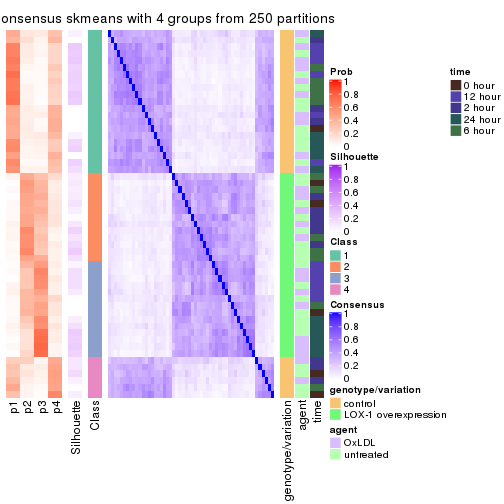 onsensus skmeans with 4 groups from 250 partitions
Prob
1
0.8
0.6
0.4
0.2
0
Silhouette
1
0.8
0.6
0.4
0.2
0
Class
1
2
3
4
Consensus
1
0.8
0.6
0.4
0.2
0
genotype/variation
control
LOX-1 overexpression
agent
OxLDL
untreated
time
0 hour
12 hour
2 hour
24 hour
6 hour
p1
p2
p3
p4
Silhouette
Class
genotype/variation
agent
time